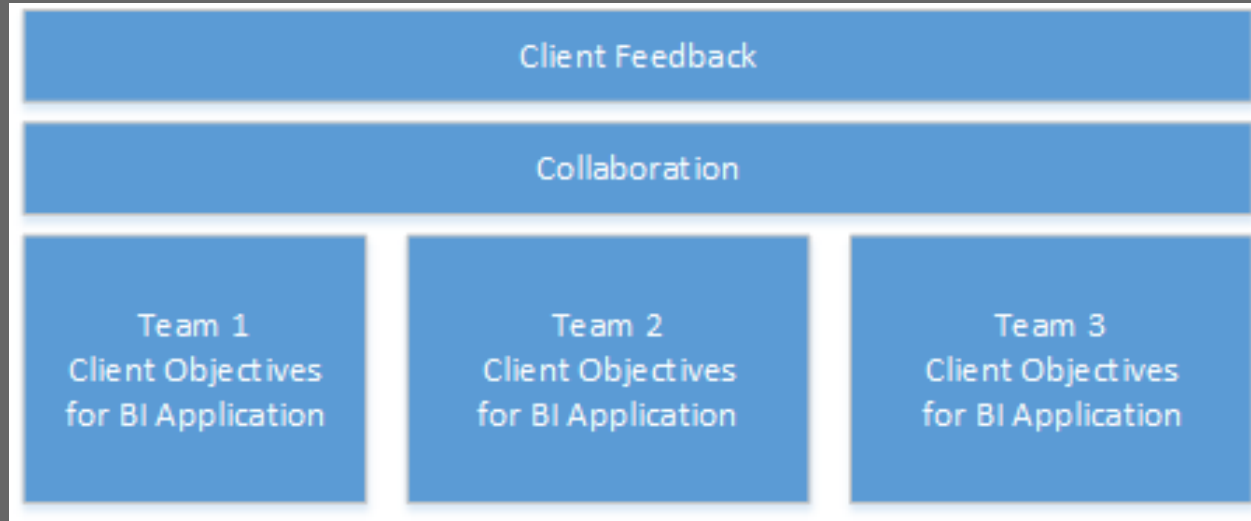 Client Feedback
Collaboration
Team 1
Client Objectives
for BI Application
Team 2
Client Objectives
for BI Application
Team 3
Client Objectives
for BI Application